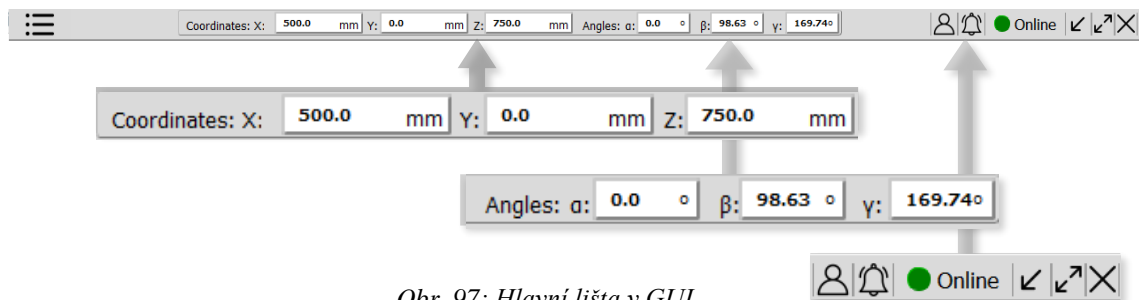 Coordinates: X: 500.0 mm Y: 0.0 mm Z: 750.0 mm Angles: α: 0.0 ° β: 98.63 ° γ: 169.74° Online
Coordinates: X: 500.0 mm Y: 0.0 mm Z: 750.0 mm
Angles: α: 0.0 ° β: 98.63 ° γ: 169.74°
Online
Obr. 97: Hlavní lišta v GUI